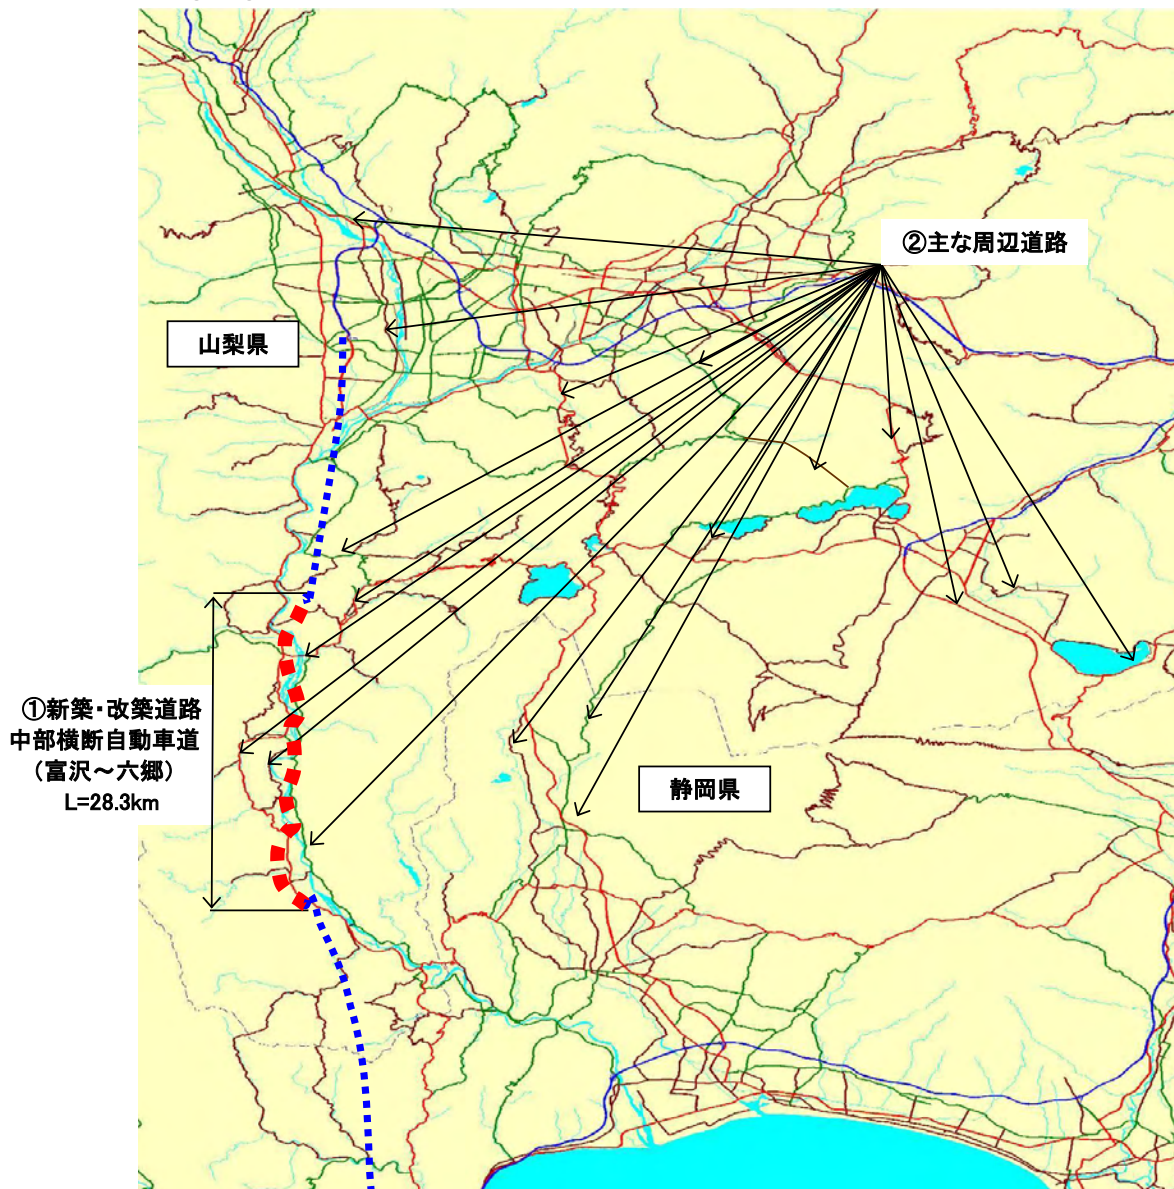 ②主な周辺道路
山梨県
①新築・改築道路
中部横断自動車道
(富沢～六郷)
L=28.3km
静岡県